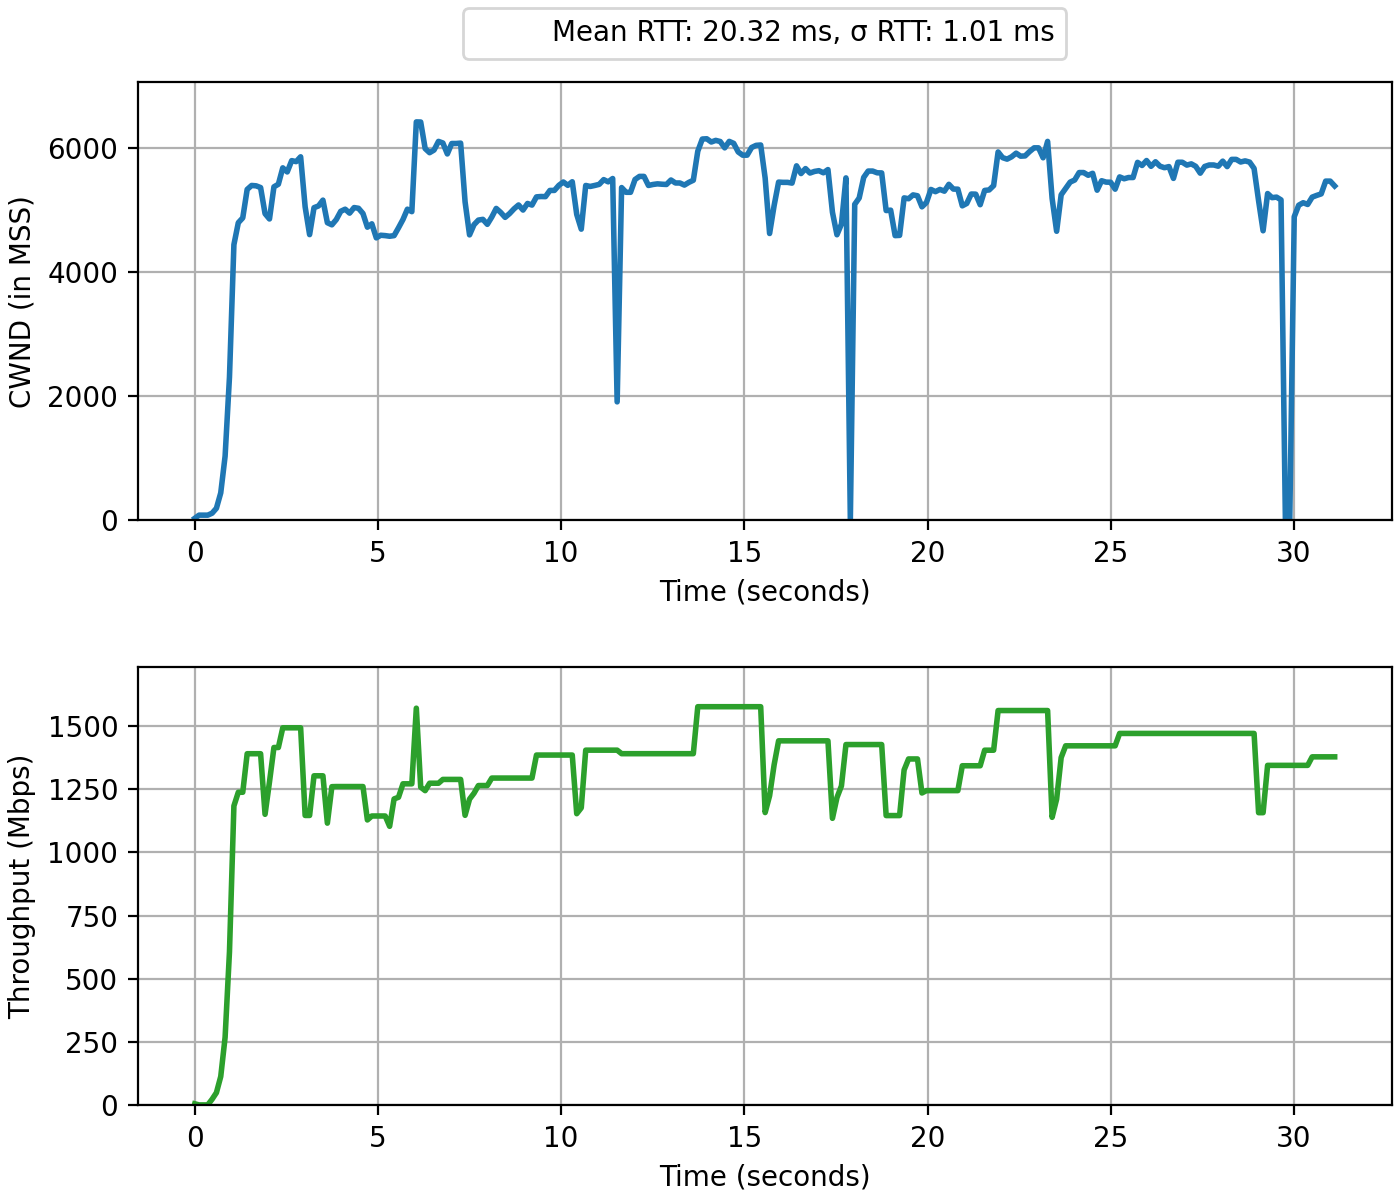 Mean RTT: 20.32 ms, σ RTT: 1.01 ms
CWND (in MSS)
6000
4000
2000
0
0 5 10 15 20 25 30
Time (seconds)
Throughput (Mbps)
1500
1250
1000
750
500
250
0
0 5 10 15 20 25 30
Time (seconds)